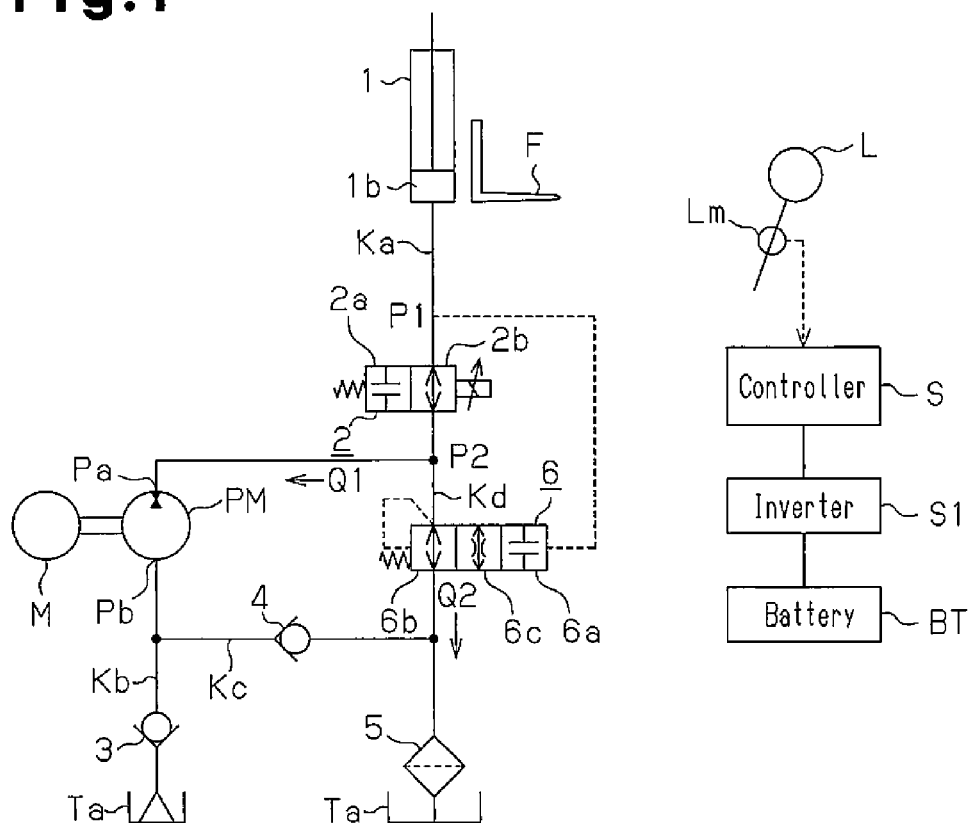 Fig.1
1
1b
F
Ka
L
Lm
2a
P1
2b
2
P2
Controller
S
Pa
Q1
PM
Kd
6
Inverter
S1
M
Pb
4
6b
Q2
6c
6a
Battery
BT
Kb
Kc
3
5
Ta
Ta